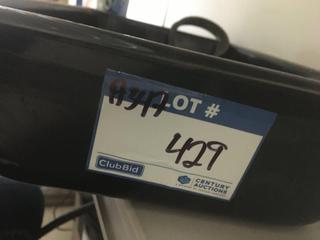 A347 LOT #
429
ClubBid
CENTURY
AUCTIONS